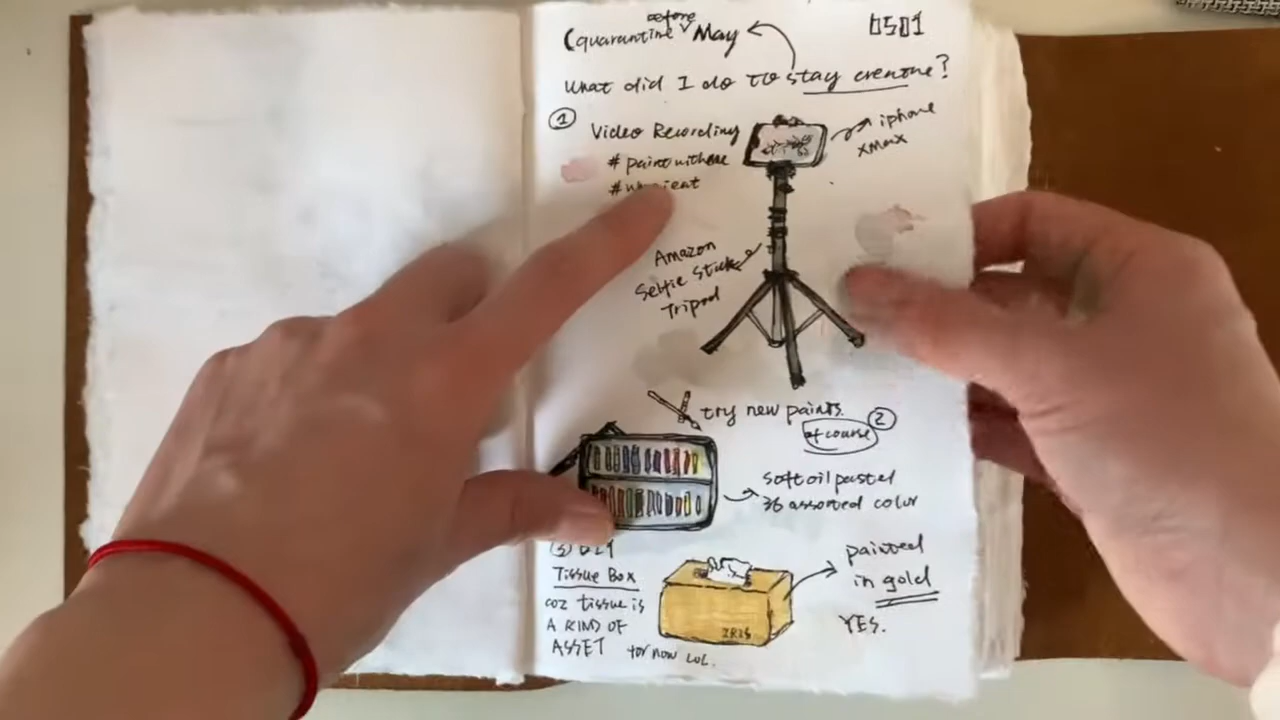 before
(quarantine ˅ May
0501
What did I do to stay creative?
① Video Recording
iphone
xmax
# paintwithme
Amazon
Selfie Stick
Tripod
try new paints.
②
of course
soft oil pastel
36 assorted color
③ DIY
Tissue Box
coz tissue is
A KIND OF
ASSET for now LOL.
painted
in gold
YES.
IRIS